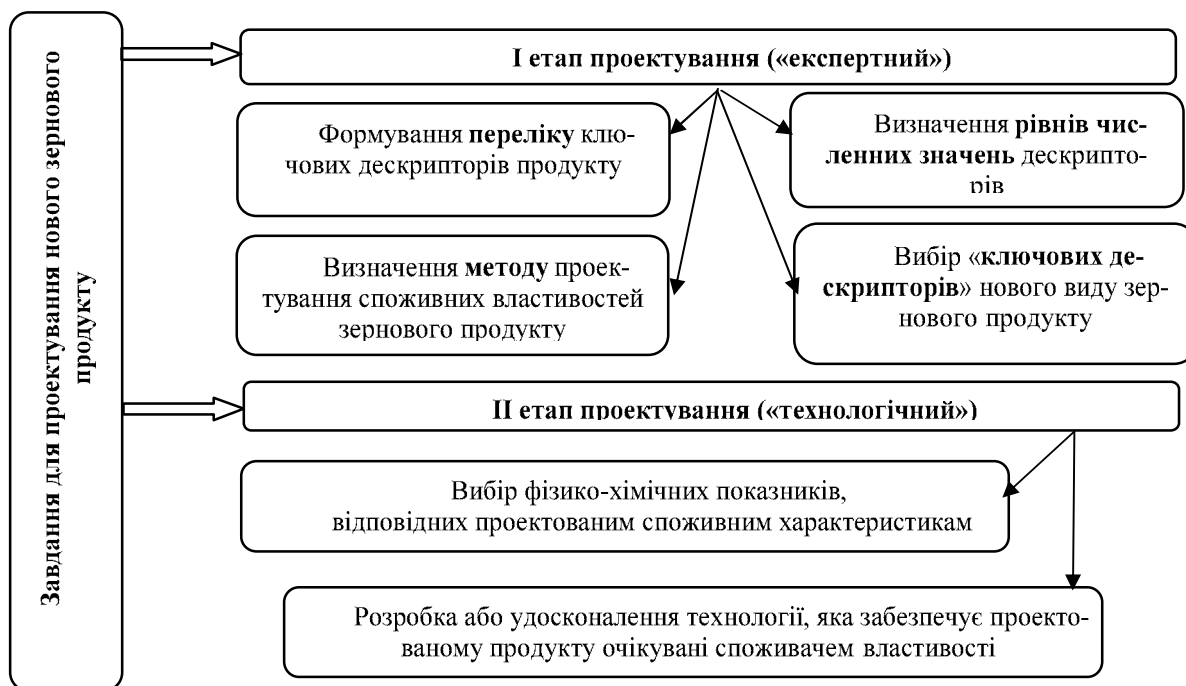 Завдання для проектування нового зернового
продукту
І етап проектування («експертний»)
Формування переліку клю-
чових дескрипторів продукту
Визначення рівнів чис-
ленних значень дескрипто-
рів
Визначення методу проек-
тування споживних властивостей
зернового продукту
Вибір «ключових де-
скрипторів» нового виду зер-
нового продукту
ІІ етап проектування («технологічний»)
Вибір фізико-хімічних показників,
відповідних проектованим споживним характеристикам
Розробка або удосконалення технології, яка забезпечує проекто-
ваному продукту очікувані споживачем властивості